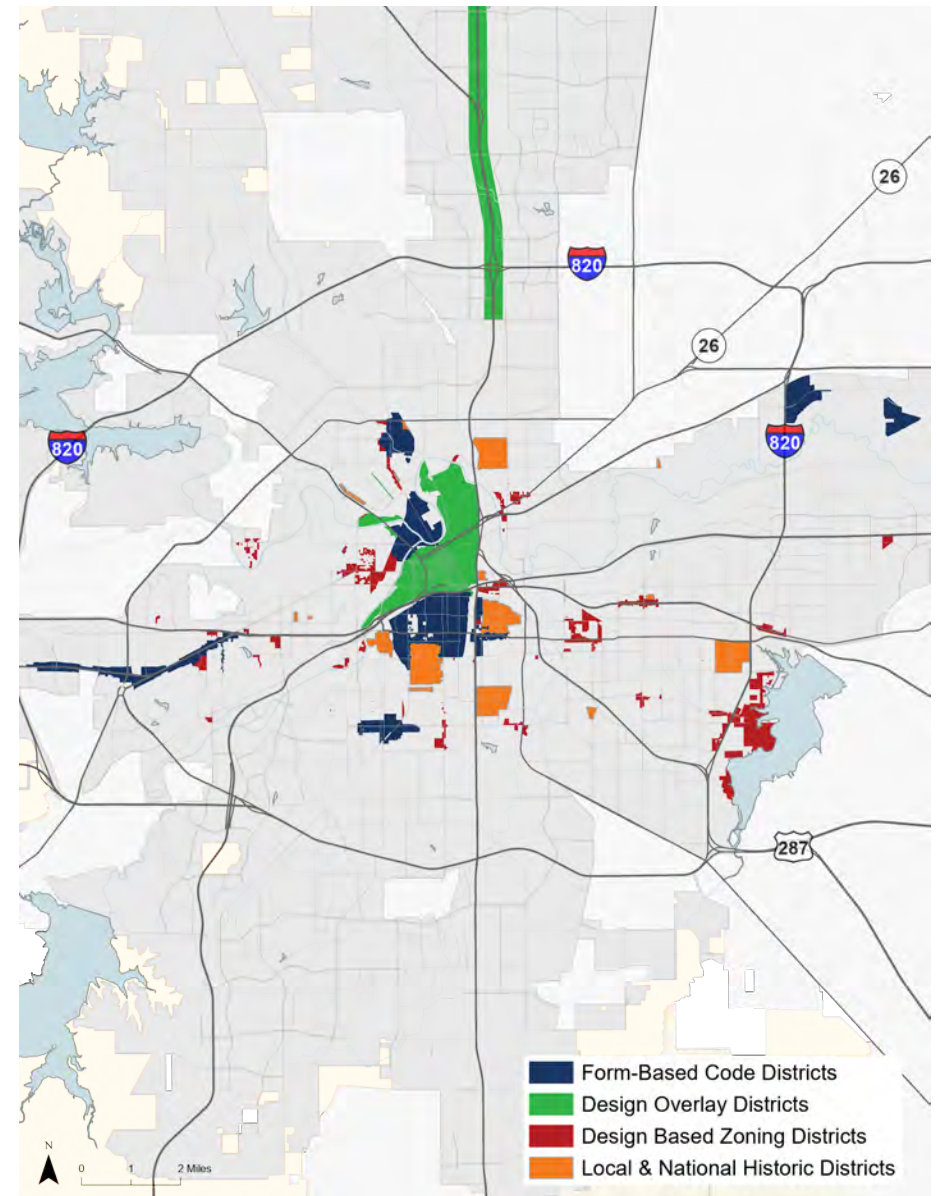 26
820
26
820
820
287
Form-Based Code Districts
Design Overlay Districts
Design Based Zoning Districts
Local & National Historic Districts
N
0 1 2 Miles